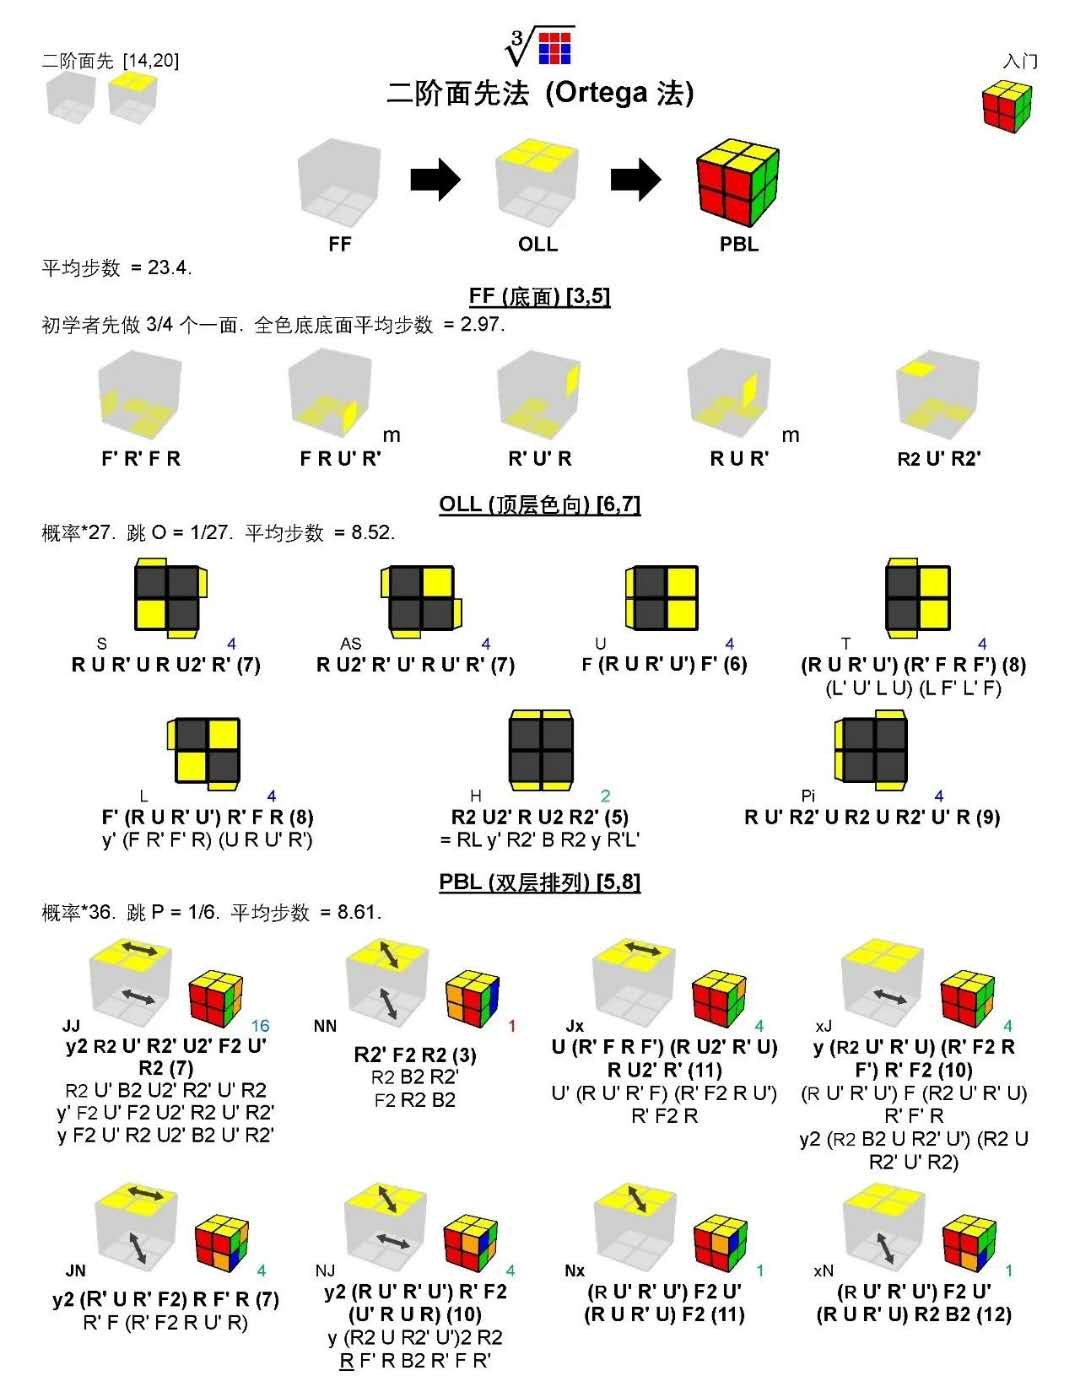 3
二阶面先 [14,20]
入门
二阶面先法 (Ortega 法)
FF
OLL
PBL
平均步数 = 23.4.
FF (底面) [3,5]
初学者先做 3/4 个一面. 全色底底面平均步数 = 2.97.
m
m
F' R' F R
F R U' R'
R' U' R
R U R'
R2 U' R2'
OLL (顶层色向) [6,7]
概率*27. 跳 O = 1/27. 平均步数 = 8.52.
S 4
AS 4
U 4
T 4
R U R' U R U2' R' (7)
R U2' R' U' R U' R' (7)
F (R U R' U') F' (6)
(R U R' U') (R' F R F') (8)
(L' U' L U) (L F' L' F)
L 4
H 2
Pi 4
F' (R U R' U') R' F R (8)
y' (F R' F' R) (U R U' R')
R2 U2' R U2 R2' (5)
= RL y' R2' B R2 y R'L'
R U' R2' U R2 U R2' U' R (9)
PBL (双层排列) [5,8]
概率*36. 跳 P = 1/6. 平均步数 = 8.61.
JJ 16
y2 R2 U' R2' U2' F2 U'
R2 (7)
R2 U' B2 U2' R2' U' R2
y' F2 U' F2 U2' R2 U' R2'
y F2 U' R2 U2' B2 U' R2'
NN 1
R2' F2 R2 (3)
R2 B2 R2'
F2 R2 B2
Jx 4
U (R' F R F') (R U2' R' U)
R U2' R' (11)
U' (R U' R' F) (R' F2 R U')
R' F2 R
xJ 4
y (R2 U' R' U) (R' F2 R
F') R' F2 (10)
(R U' R' U') F (R2 U' R' U)
R' F' R
y2 (R2 B2 U R2' U') (R2 U
R2' U' R2)
JN 4
y2 (R' U R' F2) R F' R (7)
R' F (R' F2 R U' R)
NJ 4
y2 (R U' R' U') R' F2
(U' R U R) (10)
y (R2 U R2' U')2 R2
R F' R B2 R' F R'
Nx 1
(R U' R' U') F2 U'
(R U R' U) F2 (11)
xN 1
(R U' R' U') F2 U'
(R U R' U) R2 B2 (12)